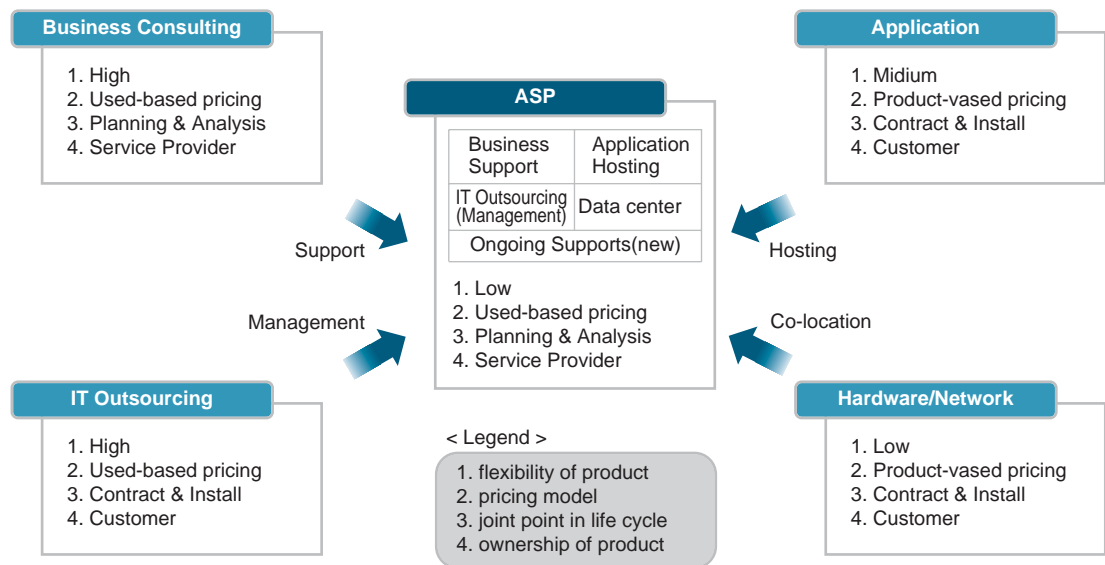 Business Consulting
1. High
2. Used-based pricing
3. Planning & Analysis
4. Service Provider
Application
1. Midium
2. Product-vased pricing
3. Contract & Install
4. Customer
ASP
Business
Support
Application
Hosting
IT Outsourcing
(Management)
Data center
Ongoing Supports(new)
1. Low
2. Used-based pricing
3. Planning & Analysis
4. Service Provider
Support
Hosting
Management
Co-location
IT Outsourcing
1. High
2. Used-based pricing
3. Contract & Install
4. Customer
Hardware/Network
1. Low
2. Product-vased pricing
3. Contract & Install
4. Customer
< Legend >
1. flexibility of product
2. pricing model
3. joint point in life cycle
4. ownership of product